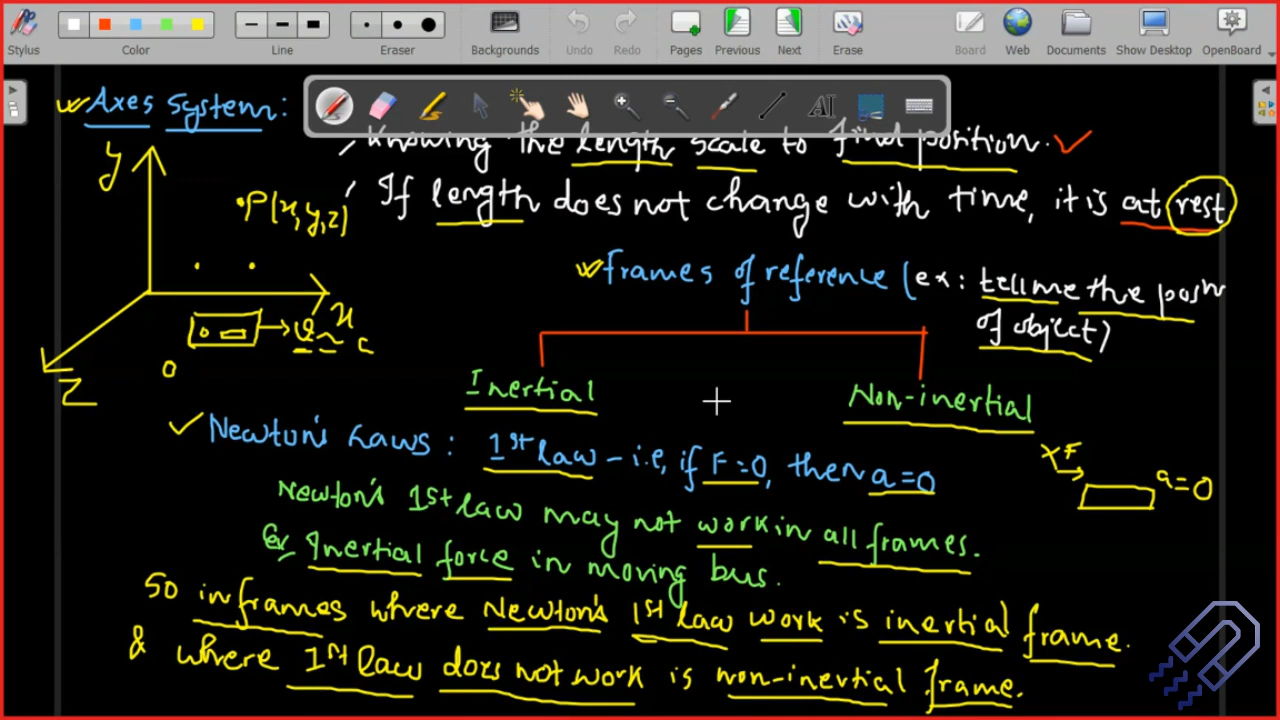 Stylus
Color
Line
Eraser
Backgrounds
Undo
Redo
Pages
Previous
Next
Erase
Board
Web
Documents
Show Desktop
OpenBoard
Axes System:
Knowing the length scale to find position.
If length does not change with time, it is at rest
y
P(x,y,z)
frames of reference (ex: tell me the posn
of object)
x
c
o
z
Inertial
Non-inertial
Newton's Laws: 1st law - i.e, if F=0, then a=0
F
a=0
Newton's 1st law may not work in all frames.
Ex, Inertial force in moving bus.
So in frames where Newton's 1st law work is inertial frame.
& where 1st law does not work is non-inertial frame.